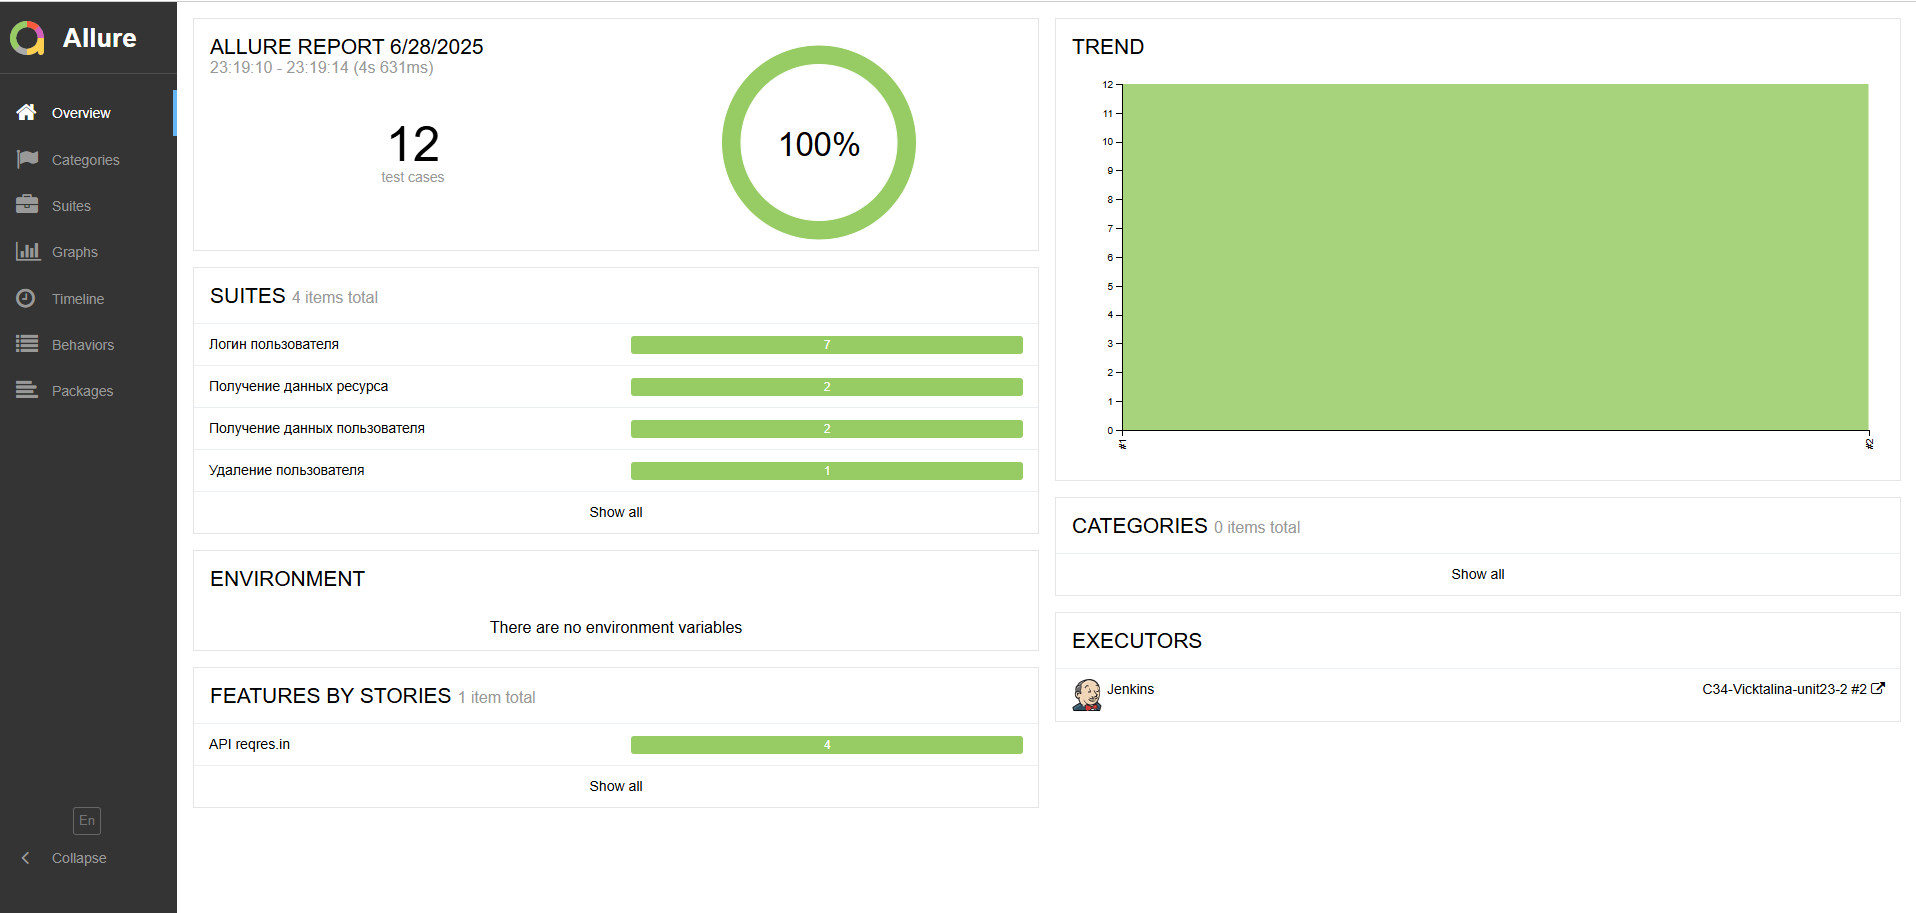 Allure
Overview
Categories
Suites
Graphs
Timeline
Behaviors
Packages
En
Collapse
ALLURE REPORT 6/28/2025
23:19:10 - 23:19:14 (4s 631ms)
12
test cases
100%
SUITES 4 items total
Логин пользователя 7
Получение данных ресурса 2
Получение данных пользователя 2
Удаление пользователя 1
Show all
ENVIRONMENT
There are no environment variables
FEATURES BY STORIES 1 item total
API reqres.in 4
Show all
TREND
12
11
10
9
8
7
6
5
4
3
2
1
0
#1 #2
CATEGORIES 0 items total
Show all
EXECUTORS
Jenkins C34-Vicktalina-unit23-2 #2